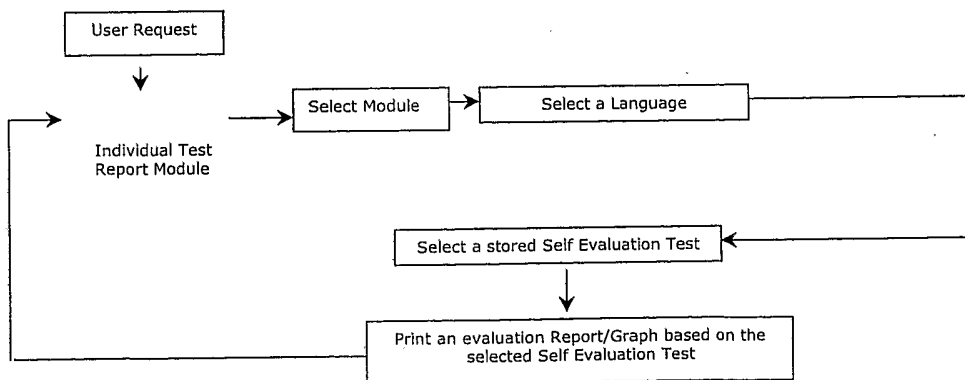 User Request
Select Module
Select a Language
Individual Test
Report Module
Select a stored Self Evaluation Test
Print an evaluation Report/Graph based on the
selected Self Evaluation Test